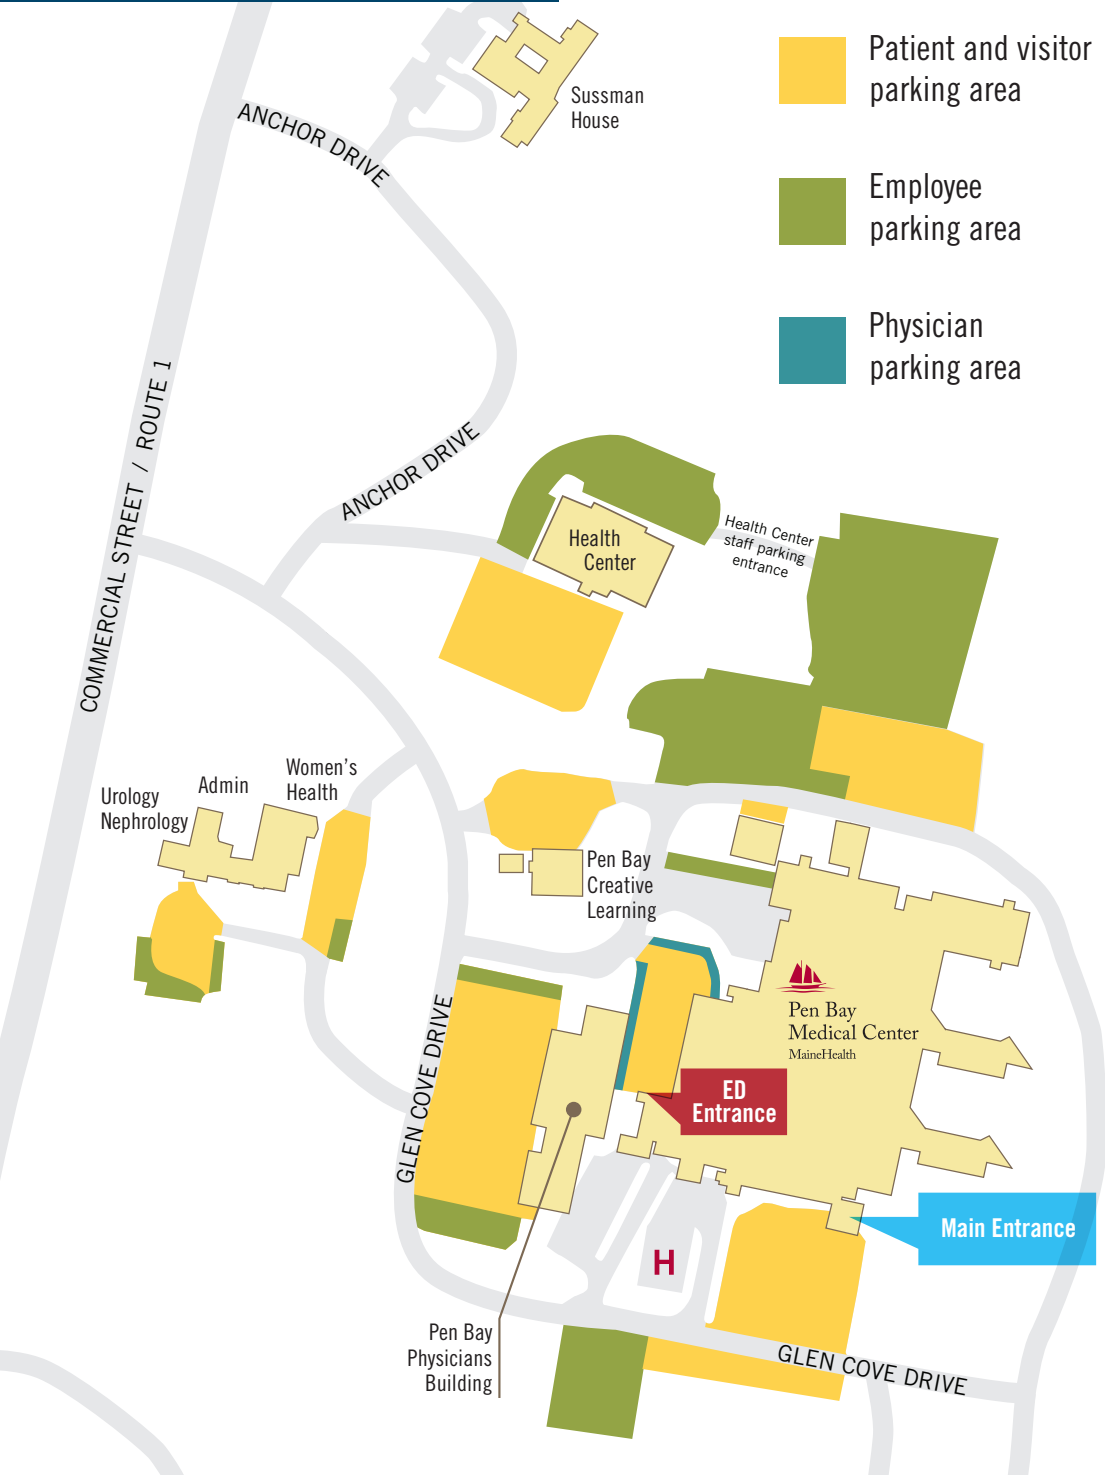 Patient and visitor
parking area
Employee
parking area
Physician
parking area
Sussman
House
ANCHOR DRIVE
COMMERCIAL STREET / ROUTE 1
ANCHOR DRIVE
Health
Center
Health Center
staff parking
entrance
Women's
Health
Admin
Urology
Nephrology
Pen Bay
Creative
Learning
Pen Bay
Medical Center
MaineHealth
GLEN COVE DRIVE
ED
Entrance
Main Entrance
H
Pen Bay
Physicians
Building
GLEN COVE DRIVE